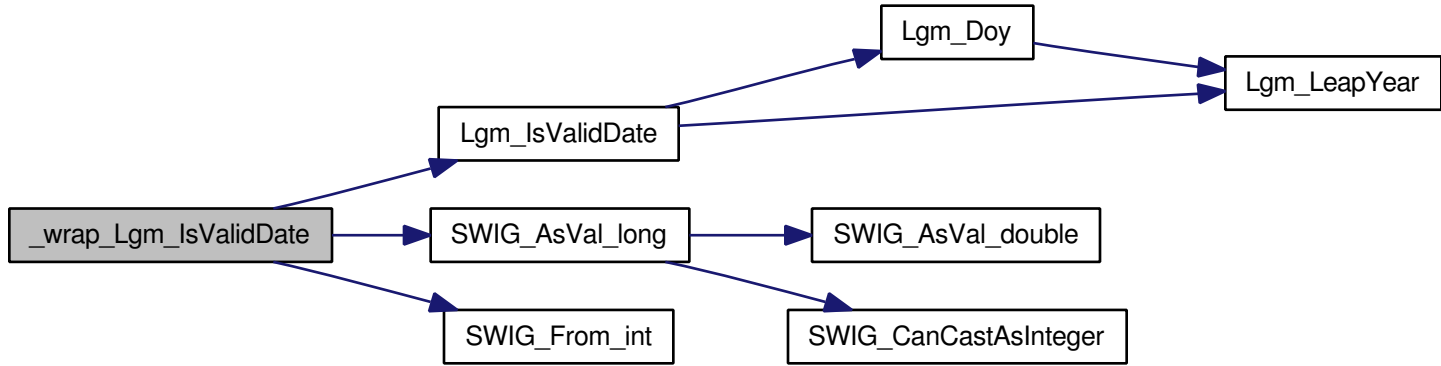 Lgm_Doy
Lgm_LeapYear
Lgm_IsValidDate
_wrap_Lgm_IsValidDate
SWIG_AsVal_long
SWIG_AsVal_double
SWIG_From_int
SWIG_CanCastAsInteger